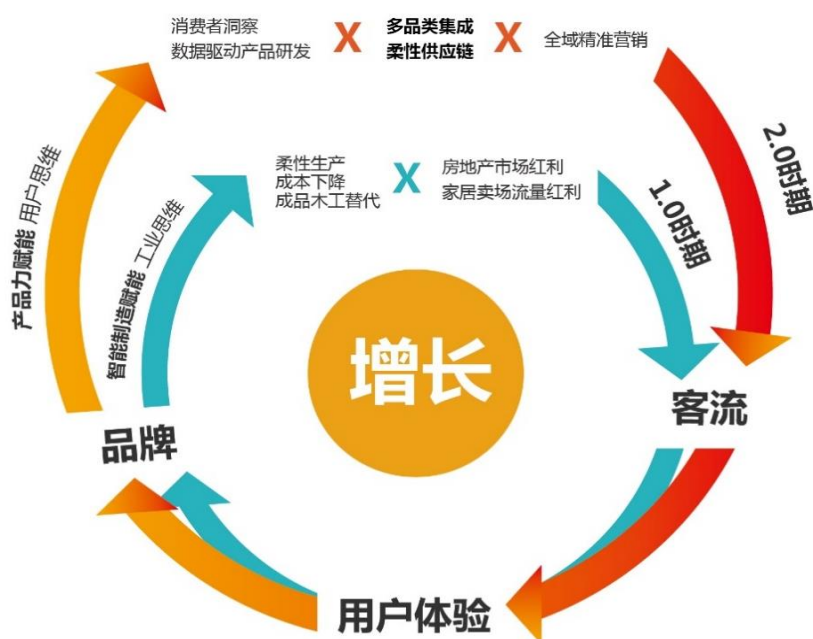 消费者洞察
数据驱动产品研发
X
多品类集成
柔性供应链
X
全域精准营销
2.0时期
产品力赋能 用户思维
柔性生产
成本下降
成品木工替代
X
房地产市场红利
家居卖场流量红利
1.0时期
智能制造赋能 工业思维
增长
客流
品牌
用户体验